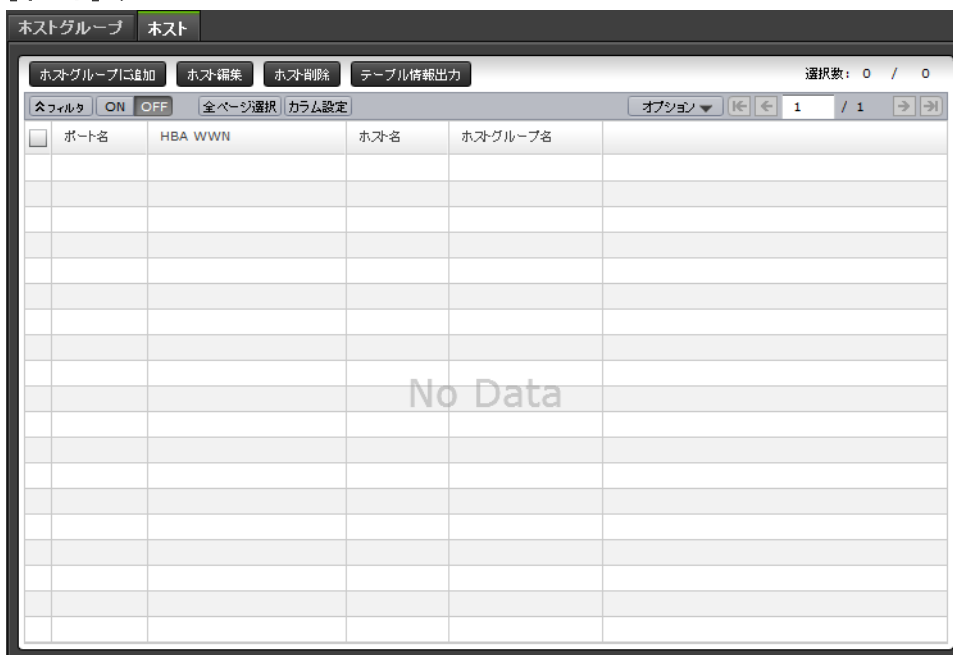 ホストグループ ホスト
ホストグループに追加 ホスト編集 ホスト削除 テーブル情報出力 選択数: 0 / 0
フィルタ ON OFF 全ページ選択 カラム設定 オプション 1 / 1
ポート名 HBA WWN ホスト名 ホストグループ名
No Data